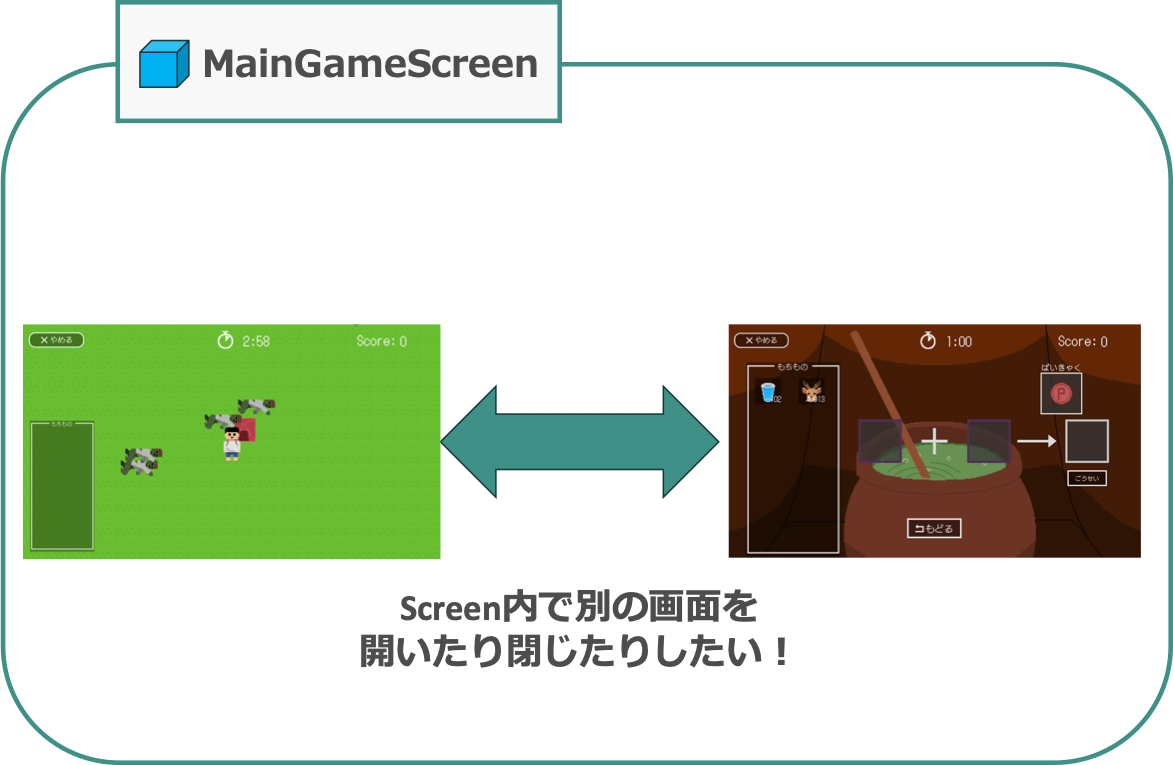 MainGameScreen
×やめる
2:58
Score:0
もちもの
×やめる
1:00
Score:0
もちもの
02
013
ばいきゃく
P
ごうせい
もどる
Screen内で別の画面を
開いたり閉じたりしたい！